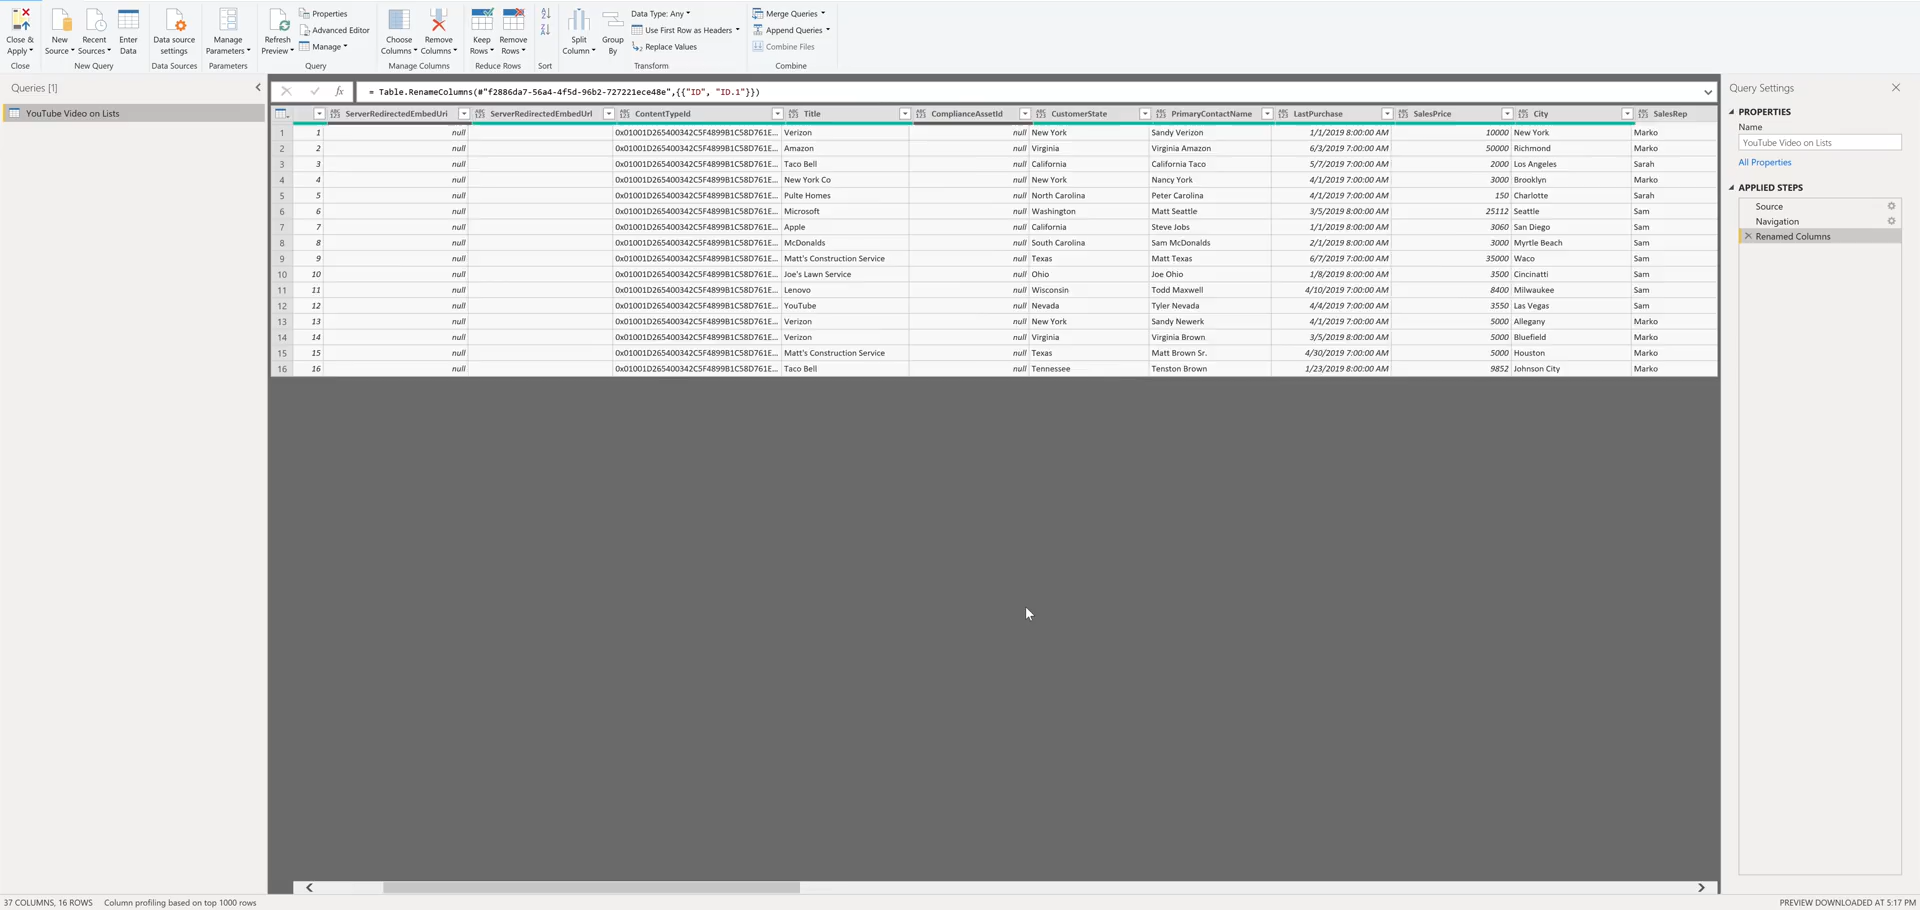 Close & Apply
New Source
Recent Sources
Enter Data
Data source settings
Manage Parameters
Refresh Preview
Properties
Advanced Editor
Manage
Choose Columns
Remove Columns
Keep Rows
Remove Rows
Split Column
Group By
Data Type: Any
Use First Row as Headers
Replace Values
Merge Queries
Append Queries
Combine Files
Close
New Query
Data Sources
Parameters
Query
Manage Columns
Reduce Rows
Sort
Transform
Combine
Queries [1]
YouTube Video on Lists
fx = Table.RenameColumns(#"f2886da7-56a4-4f5d-96b2-727221ece48e",{{"ID", "ID.1"}})
ServerRedirectedEmbedUri ServerRedirectedEmbedUrl ContentTypeId Title ComplianceAssetId CustomerState PrimaryContactName LastPurchase SalesPrice City SalesRep
1 1 null 0x01001D265400342C5F4899B1C58D761E... Verizon null New York Sandy Verizon 1/1/2019 8:00:00 AM 10000 New York Marko
2 2 null 0x01001D265400342C5F4899B1C58D761E... Amazon null Virginia Virginia Amazon 6/3/2019 7:00:00 AM 50000 Richmond Marko
3 3 null 0x01001D265400342C5F4899B1C58D761E... Taco Bell null California California Taco 5/7/2019 7:00:00 AM 2000 Los Angeles Sarah
4 4 null 0x01001D265400342C5F4899B1C58D761E... New York Co null New York Nancy York 4/1/2019 7:00:00 AM 3000 Brooklyn Marko
5 5 null 0x01001D265400342C5F4899B1C58D761E... Pulte Homes null North Carolina Peter Carolina 4/1/2019 7:00:00 AM 150 Charlotte Sarah
6 6 null 0x01001D265400342C5F4899B1C58D761E... Microsoft null Washington Matt Seattle 3/5/2019 8:00:00 AM 25112 Seattle Sam
7 7 null 0x01001D265400342C5F4899B1C58D761E... Apple null California Steve Jobs 1/1/2019 8:00:00 AM 3060 San Diego Sam
8 8 null 0x01001D265400342C5F4899B1C58D761E... McDonalds null South Carolina Sam McDonalds 2/1/2019 8:00:00 AM 3000 Myrtle Beach Sam
9 9 null 0x01001D265400342C5F4899B1C58D761E... Matt's Construction Service null Texas Matt Texas 6/7/2019 7:00:00 AM 35000 Waco Sam
10 10 null 0x01001D265400342C5F4899B1C58D761E... Joe's Lawn Service null Ohio Joe Ohio 1/8/2019 8:00:00 AM 3500 Cincinatti Sam
11 11 null 0x01001D265400342C5F4899B1C58D761E... Lenovo null Wisconsin Todd Maxwell 4/10/2019 7:00:00 AM 8400 Milwaukee Sam
12 12 null 0x01001D265400342C5F4899B1C58D761E... YouTube null Nevada Tyler Nevada 4/4/2019 7:00:00 AM 3550 Las Vegas Sam
13 13 null 0x01001D265400342C5F4899B1C58D761E... Verizon null New York Sandy Newerk 4/1/2019 7:00:00 AM 5000 Allegany Marko
14 14 null 0x01001D265400342C5F4899B1C58D761E... Verizon null Virginia Virginia Brown 3/5/2019 8:00:00 AM 5000 Bluefield Marko
15 15 null 0x01001D265400342C5F4899B1C58D761E... Matt's Construction Service null Texas Matt Brown Sr. 4/30/2019 7:00:00 AM 5000 Houston Marko
16 16 null 0x01001D265400342C5F4899B1C58D761E... Taco Bell null Tennessee Tenston Brown 1/23/2019 8:00:00 AM 9852 Johnson City Marko
Query Settings
PROPERTIES
Name
YouTube Video on Lists
All Properties
APPLIED STEPS
Source
Navigation
Renamed Columns
37 COLUMNS, 16 ROWS Column profiling based on top 1000 rows
PREVIEW DOWNLOADED AT 5:17 PM